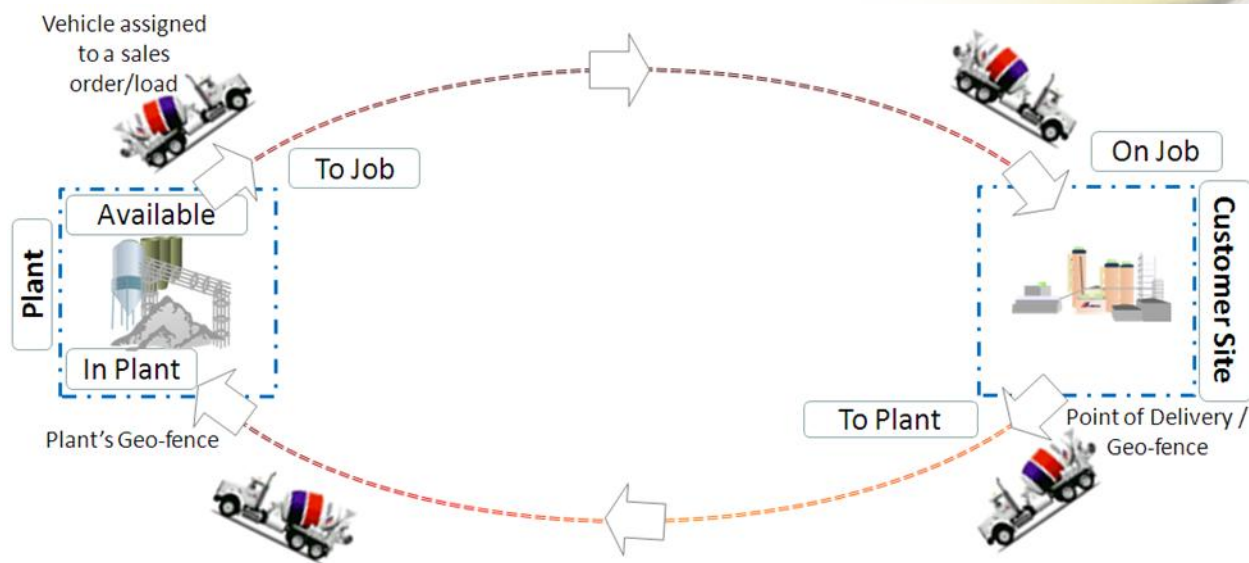 Vehicle assigned
to a sales
order/load
To Job
On Job
Available
Plant
Customer Site
In Plant
To Plant
Plant's Geo-fence
Point of Delivery /
Geo-fence